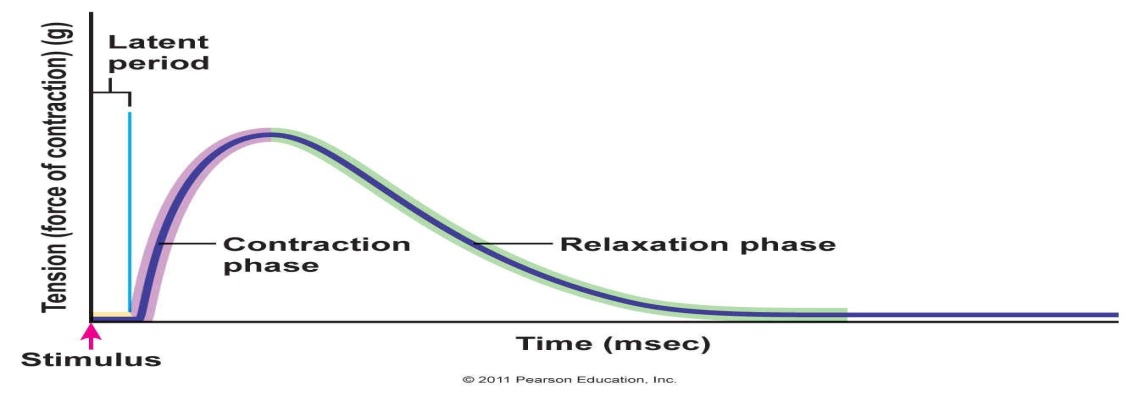 Tension (force of contraction) (g)
Latent
period
Contraction
phase
Relaxation phase
Time (msec)
Stimulus
© 2011 Pearson Education, Inc.